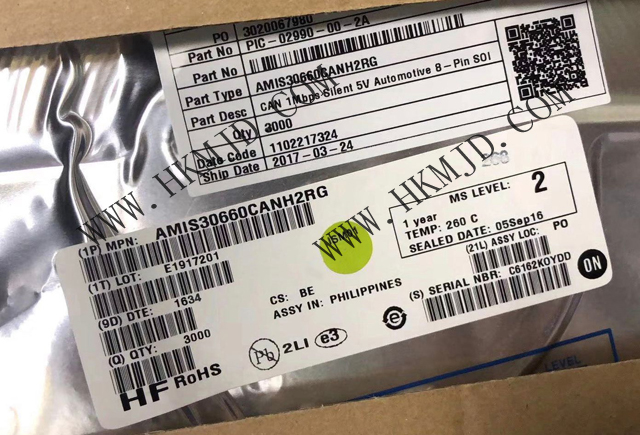 PO 3020067980
Part No PIC-02990-00-2A
Part No
Part Type AMIS30660CANH2RG
Part Desc CAN 1Mbps Silent 5V Automotive 8-Pin SOI
Qty 3000
Date Code 1102217324
Ship Date 2017-03-24
WWW.HKMJD.COM
WWW.HKMJD.COM
(1P) MPN: AMIS30660CANH2RG
(1T) LOT: E1917201
(9D) DTE: 1634
(Q) QTY: 3000
HF RoHS
CS: BE
ASSY IN: PHILIPPINES
Pb 2LI e3
e
260
MS LEVEL: 2
1 year
TEMP: 260 C
SEALED DATE: 05Sep16
(21L) ASSY LOC: PO
(S) SERIAL NBR: C6162KOYDD
ON
LEVEL